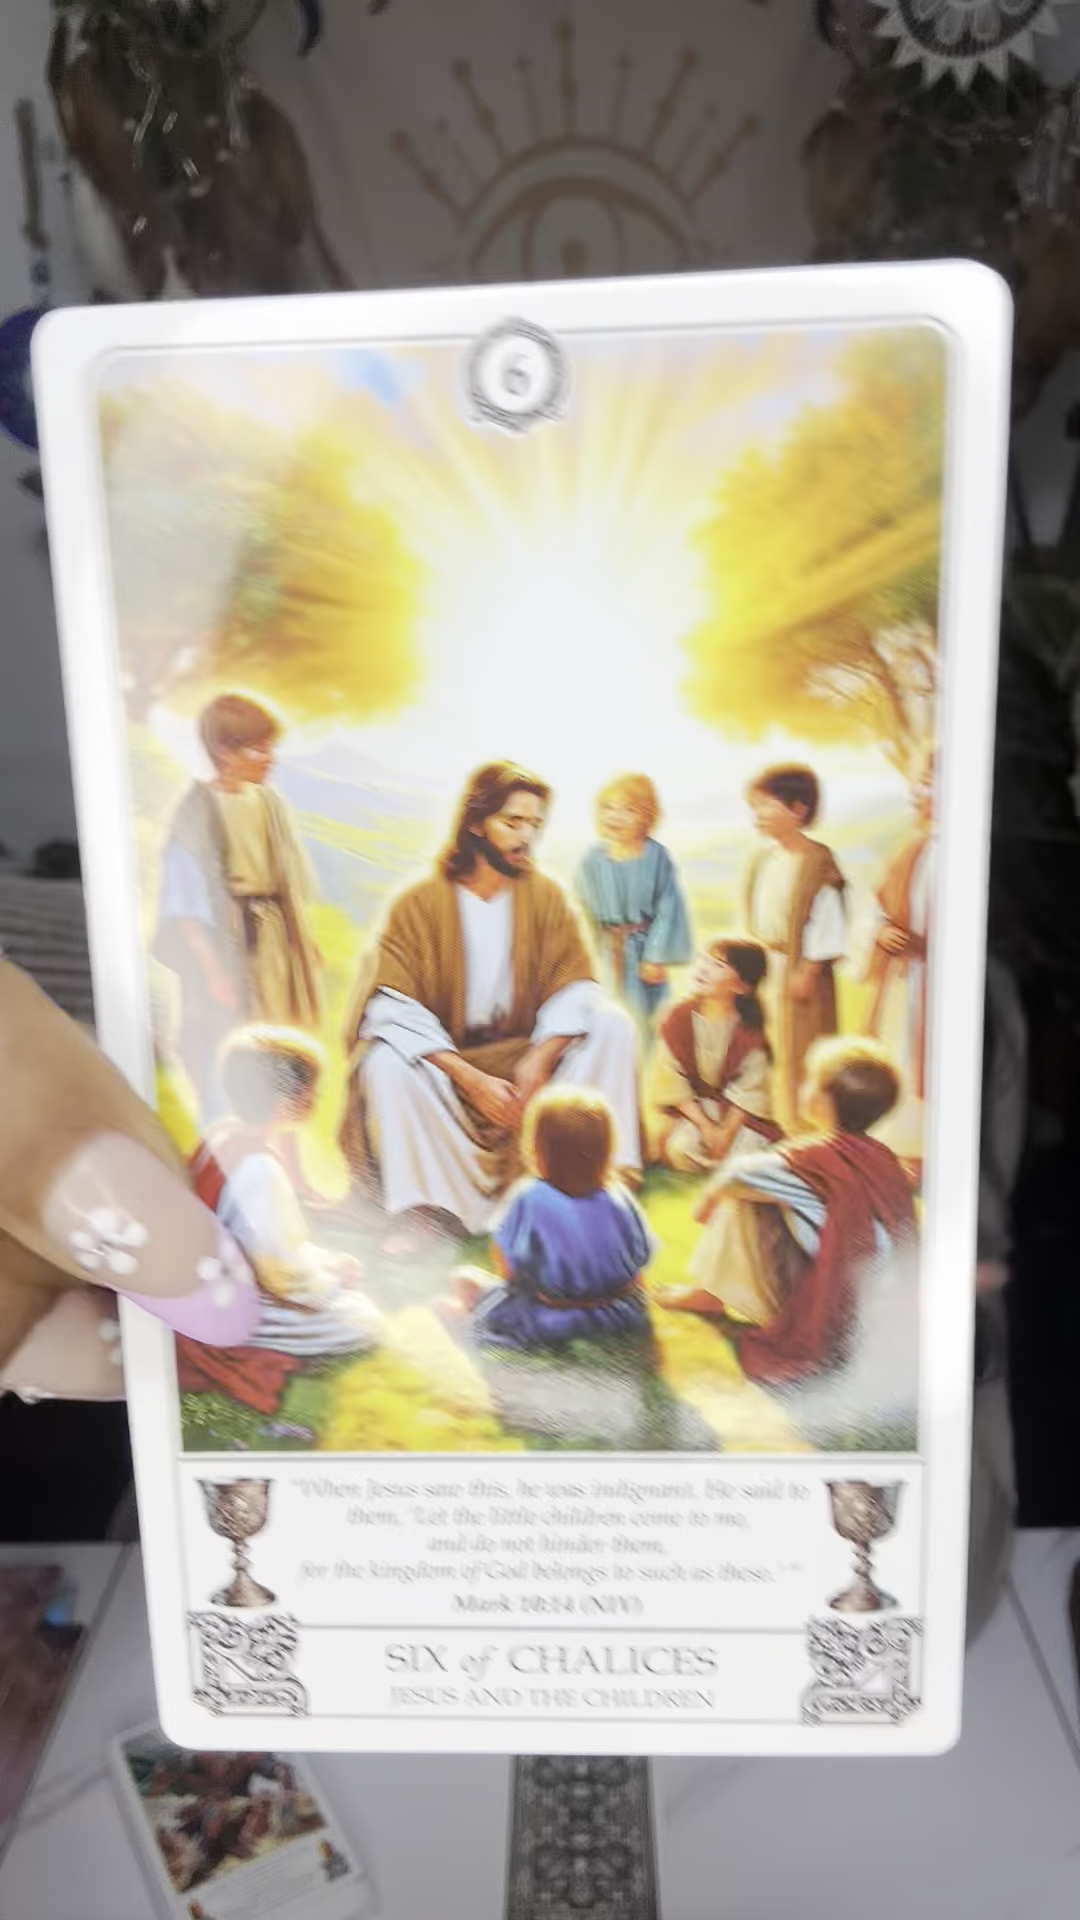 6
"When Jesus saw this, he was indignant. He said to
them, 'Let the little children come to me,
and do not hinder them,
for the kingdom of God belongs to such as these.' "
Mark 10:14 (NIV)
SIX of CHALICES
JESUS AND THE CHILDREN